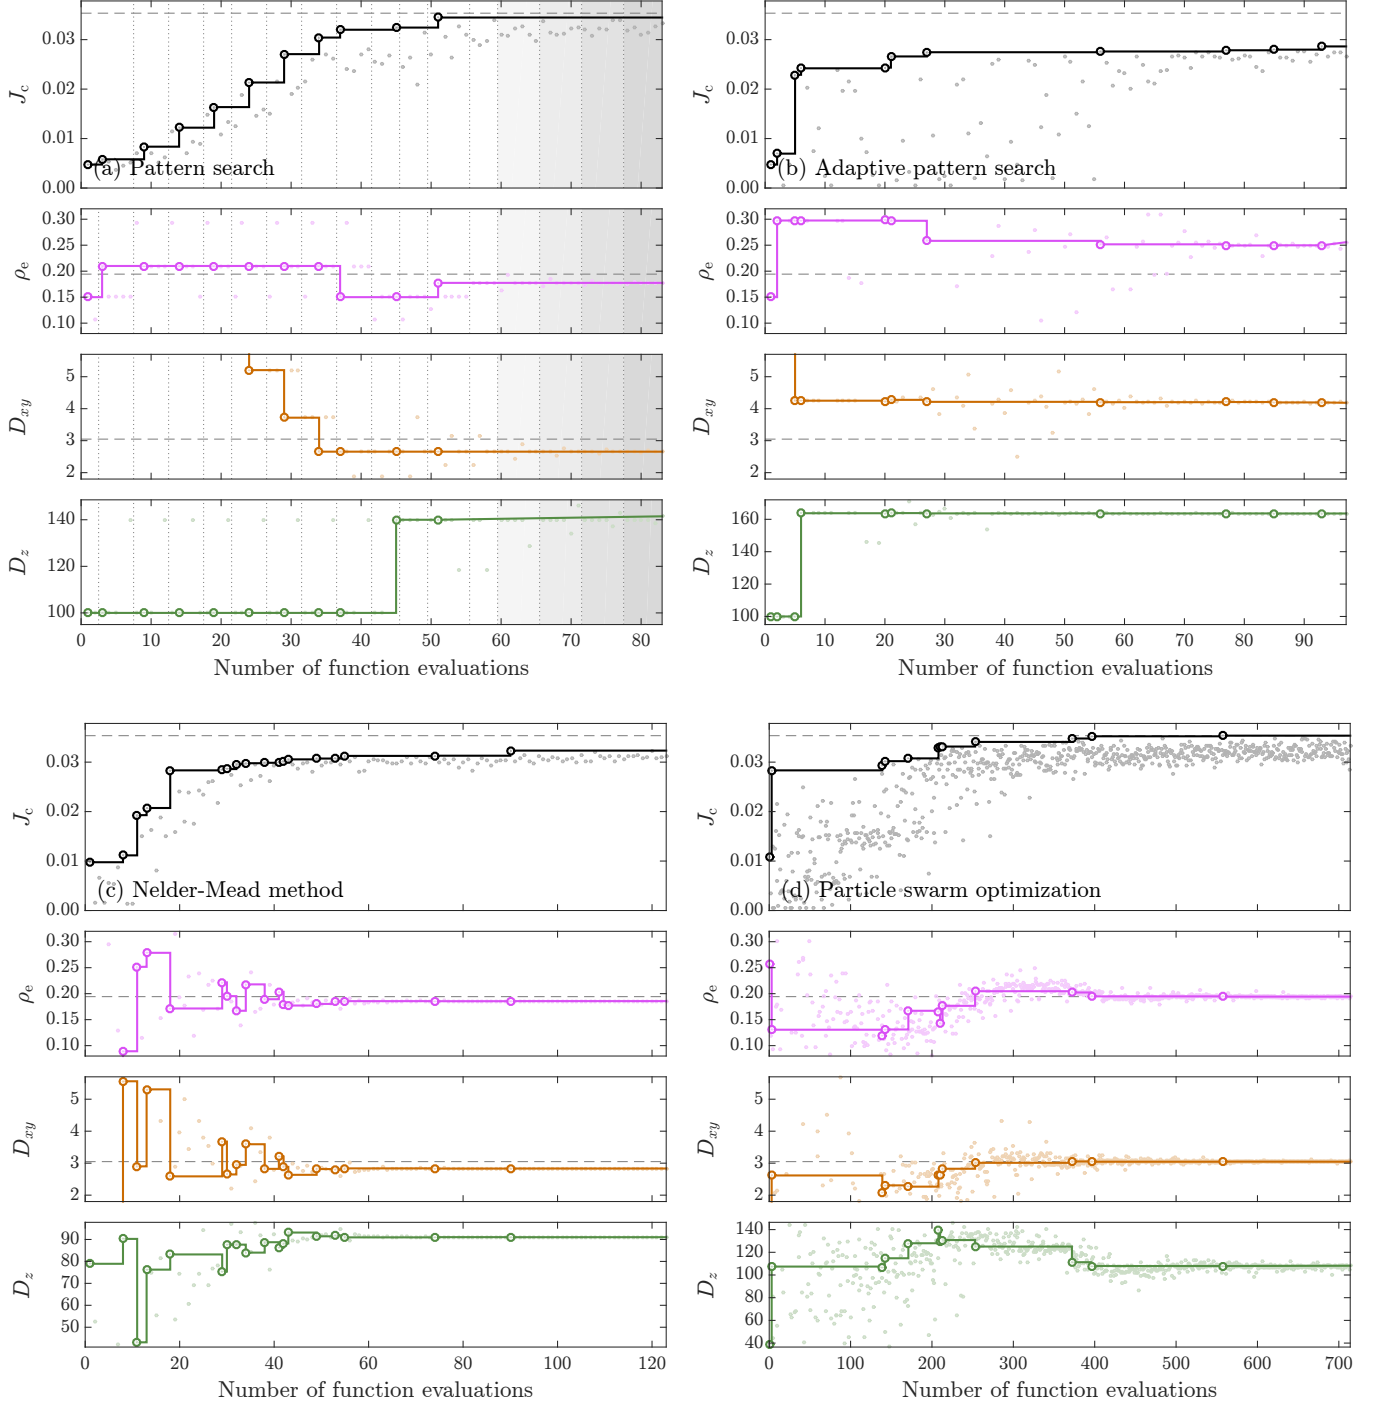 0.03
0.02
0.01
0.00
J_c
(a) Pattern search
0.30
0.25
0.20
0.15
0.10
ρ_e
5
4
3
2
D_xy
140
120
100
D_z
0 10 20 30 40 50 60 70 80
Number of function evaluations
0.03
0.02
0.01
0.00
J_c
(b) Adaptive pattern search
0.30
0.25
0.20
0.15
0.10
ρ_e
5
4
3
2
D_xy
160
140
120
100
D_z
0 10 20 30 40 50 60 70 80 90
Number of function evaluations
0.03
0.02
0.01
0.00
J_c
(c) Nelder-Mead method
0.30
0.25
0.20
0.15
0.10
ρ_e
5
4
3
2
D_xy
90
80
70
60
50
D_z
0 20 40 60 80 100 120
Number of function evaluations
0.03
0.02
0.01
0.00
J_c
(d) Particle swarm optimization
0.30
0.25
0.20
0.15
0.10
ρ_e
5
4
3
2
D_xy
140
120
100
80
60
40
D_z
0 100 200 300 400 500 600 700
Number of function evaluations